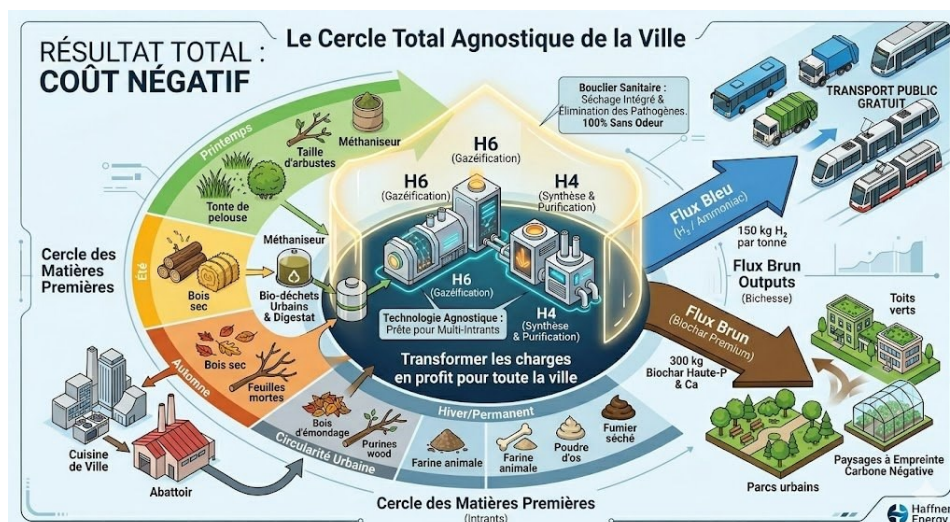 RÉSULTAT TOTAL :
COÛT NÉGATIF
Le Cercle Total Agnostique de la Ville
Bouclier Sanitaire :
Séchage Intégré &
Élimination des Pathogènes.
100% Sans Odeur
TRANSPORT PUBLIC
GRATUIT
Printemps
Méthaniseur
Taille
d'arbustes
Tonte de
pelouse
H6
(Gazéification)
H6
(Gazéification)
H4
(Synthèse &
Purification)
Flux Bleu
(H₂ / Ammoniac)
150 kg H₂
par tonne
Cercle des
Matières
Premières
Été
Bois
sec
Méthaniseur
Bio-déchets
Urbains
& Digestat
H6
(Gazéification)
Technologie Agnostique :
Prête pour Multi-Intrants
H4
(Synthèse
& Purification)
Flux Brun
Outputs
(Richesse)
Toits
verts
Flux Brun
(Biochar Premium)
300 kg
Biochar Haute-P
& Ca
Transformer les charges
en profit pour toute la ville
Automne
Bois sec
Feuilles
mortes
Hiver/Permanent
Circularité Urbaine
Bois
d'émondage
Purines
wood
Farine animale
Farine
animale
Poudre
d'os
Fumier
séché
Cuisine
de Ville
Abattoir
Parcs urbains
Paysages à Empreinte
Carbone Négative
Cercle des Matières Premières
(Intrants)
Haffner
Energy